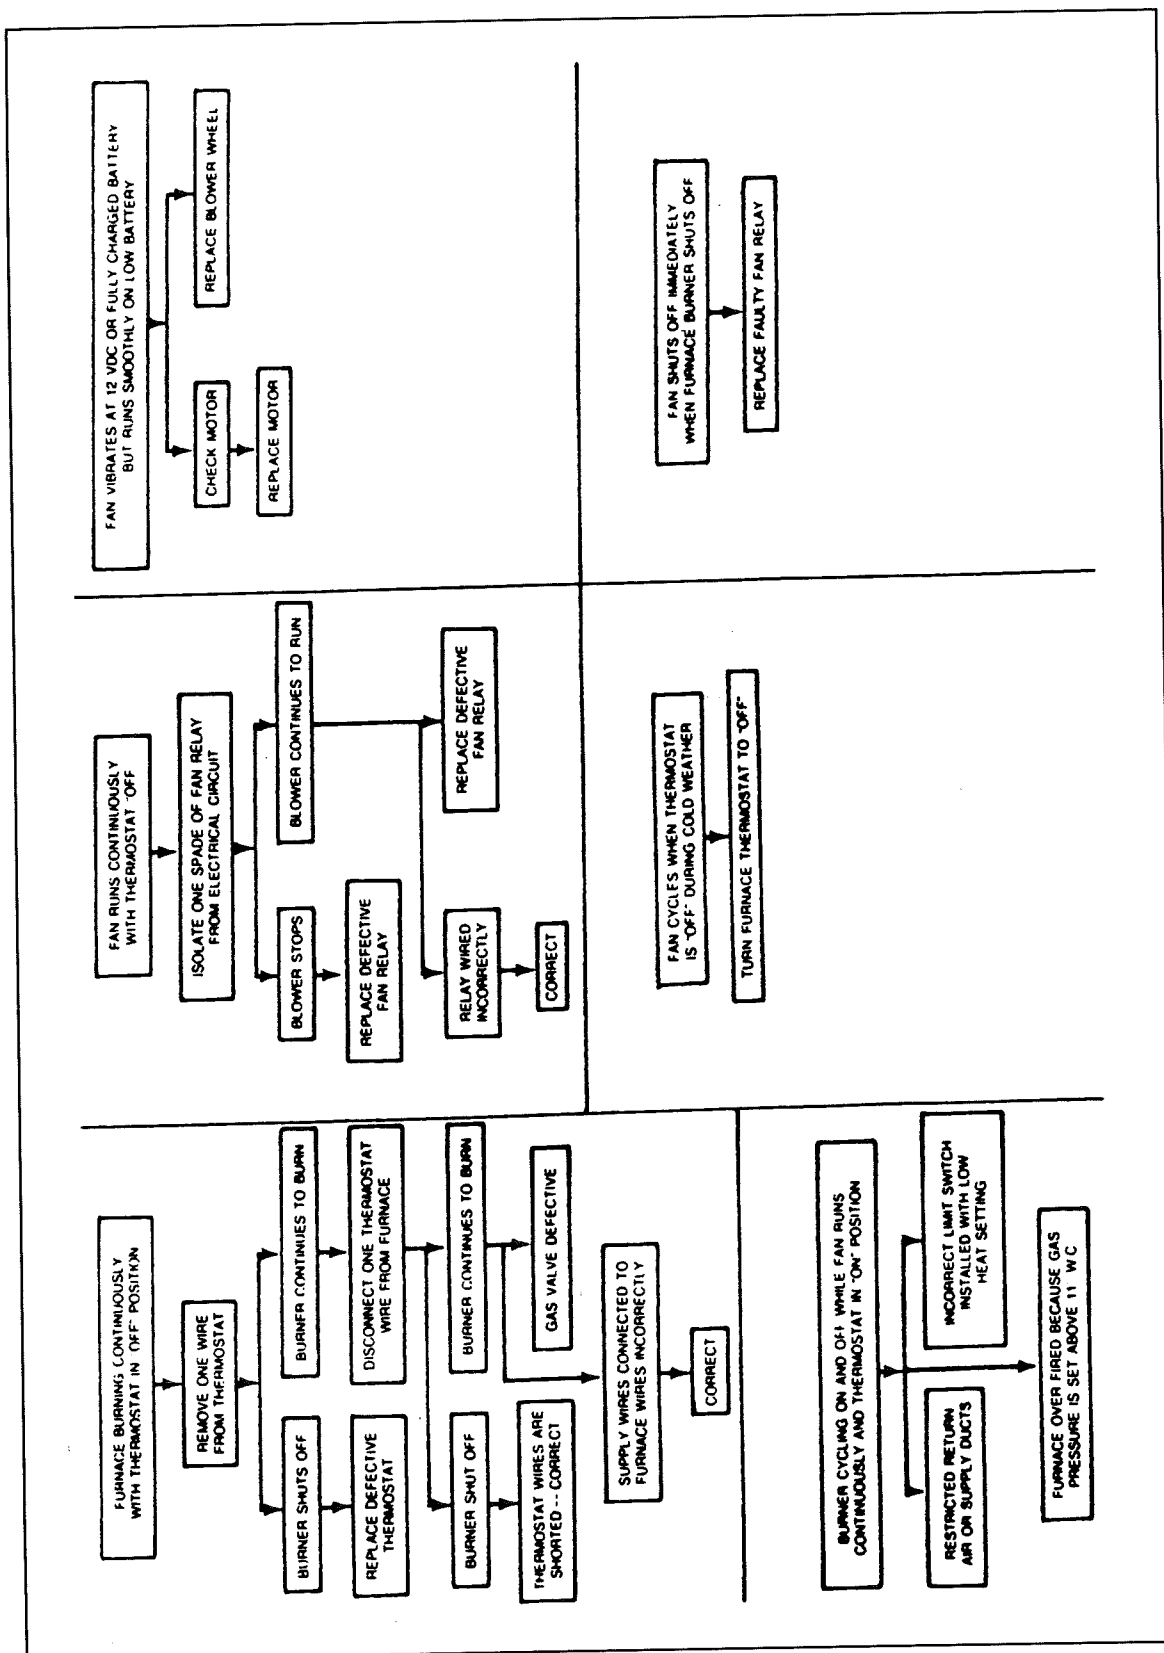 FURNACE BURNING CONTINUOUSLY
WITH THERMOSTAT IN "OFF" POSITION
REMOVE ONE WIRE
FROM THERMOSTAT
BURNER SHUTS OFF
BURNER CONTINUES TO BURN
REPLACE DEFECTIVE
THERMOSTAT
DISCONNECT ONE THERMOSTAT
WIRE FROM FURNACE
BURNER SHUT OFF
BURNER CONTINUES TO BURN
THERMOSTAT WIRES ARE
SHORTED -- CORRECT
GAS VALVE DEFECTIVE
SUPPLY WIRES CONNECTED TO
FURNACE WIRES INCORRECTLY
CORRECT
FAN RUNS CONTINUOUSLY
WITH THERMOSTAT "OFF
ISOLATE ONE SPADE OF FAN RELAY
FROM ELECTRICAL CIRCUIT
BLOWER STOPS
BLOWER CONTINUES TO RUN
REPLACE DEFECTIVE
FAN RELAY
RELAY WIRED
INCORRECTLY
REPLACE DEFECTIVE
FAN RELAY
CORRECT
FAN VIBRATES AT 12 VDC OR FULLY CHARGED BATTERY
BUT RUNS SMOOTHLY ON LOW BATTERY
CHECK MOTOR
REPLACE BLOWER WHEEL
REPLACE MOTOR
BURNER CYCLING ON AND OFF WHILE FAN RUNS
CONTINUOUSLY AND THERMOSTAT IN "ON" POSITION
RESTRICTED RETURN
AIR OR SUPPLY DUCTS
INCORRECT LIMIT SWITCH
INSTALLED WITH LOW
HEAT SETTING
FURNACE OVER FIRED BECAUSE GAS
PRESSURE IS SET ABOVE 11 WC
FAN CYCLES WHEN THERMOSTAT
IS "OFF" DURING COLD WEATHER
TURN FURNACE THERMOSTAT TO "OFF"
FAN SHUTS OFF IMMEDIATELY
WHEN FURNACE BURNER SHUTS OFF
REPLACE FAULTY FAN RELAY